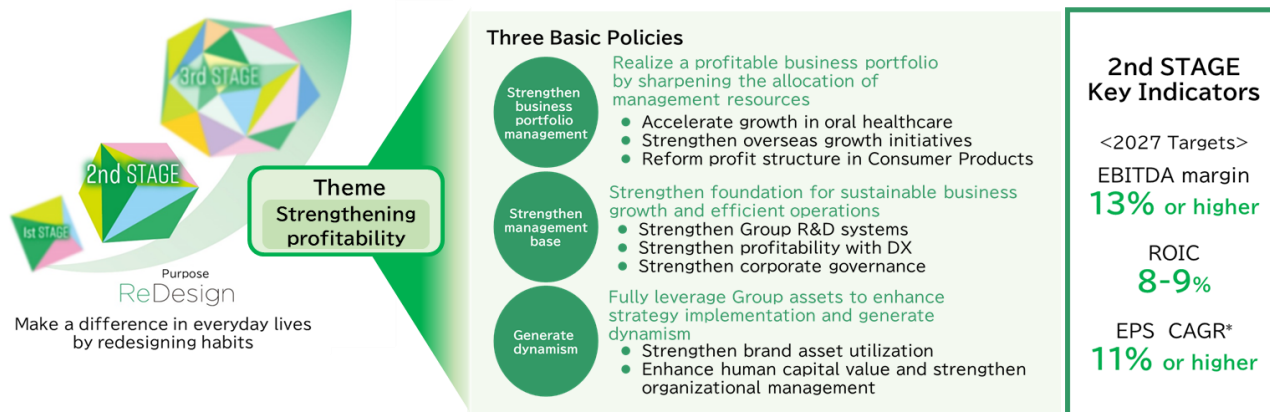 3rd STAGE
2nd STAGE
1st STAGE
Purpose
ReDesign
Make a difference in everyday lives
by redesigning habits
Theme
Strengthening
profitability
Three Basic Policies
Strengthen
business
portfolio
management
Realize a profitable business portfolio
by sharpening the allocation of
management resources
● Accelerate growth in oral healthcare
● Strengthen overseas growth initiatives
● Reform profit structure in Consumer Products
Strengthen
management
base
Strengthen foundation for sustainable business
growth and efficient operations
● Strengthen Group R&D systems
● Strengthen profitability with DX
● Strengthen corporate governance
Generate
dynamism
Fully leverage Group assets to enhance
strategy implementation and generate
dynamism
● Strengthen brand asset utilization
● Enhance human capital value and strengthen
organizational management
2nd STAGE
Key Indicators
<2027 Targets>
EBITDA margin
13% or higher
ROIC
8-9%
EPS CAGR*
11% or higher